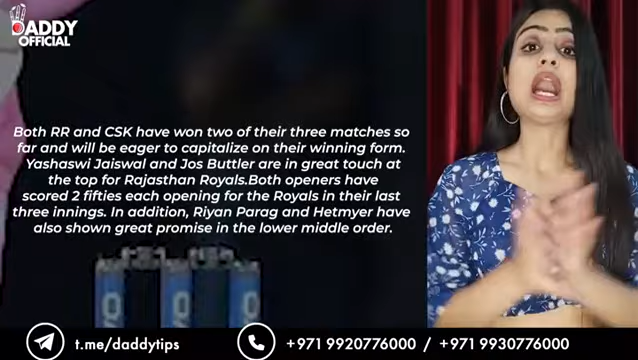 DADDY
OFFICIAL
Both RR and CSK have won two of their three matches so
far and will be eager to capitalize on their winning form.
Yashaswi Jaiswal and Jos Buttler are in great touch at
the top for Rajasthan Royals.Both openers have
scored 2 fifties each opening for the Royals in their last
three innings. In addition, Riyan Parag and Hetmyer have
also shown great promise in the lower middle order.
t.me/daddytips
+971 9920776000 / +971 9930776000